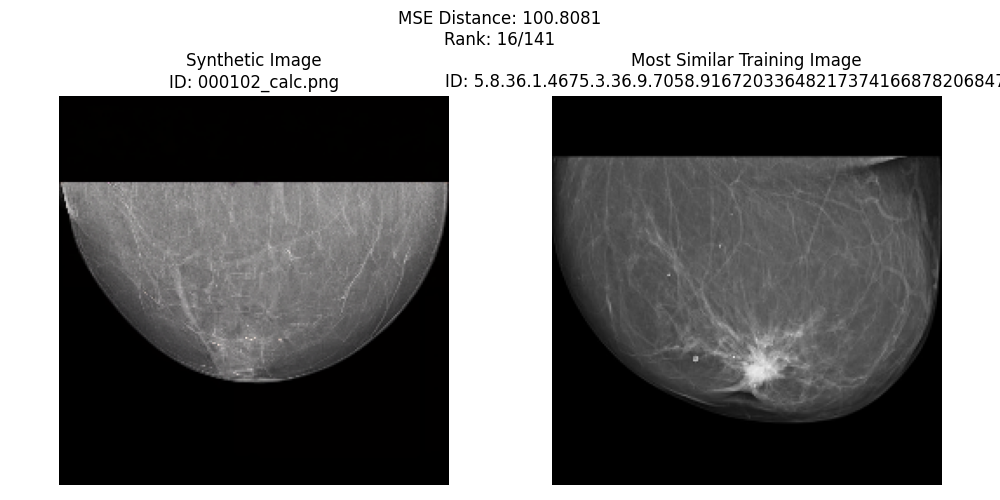 MSE Distance: 100.8081
Rank: 16/141
Synthetic Image
ID: 000102_calc.png
Most Similar Training Image
ID: 5.8.36.1.4675.3.36.9.7058.91672033648217374166878206847